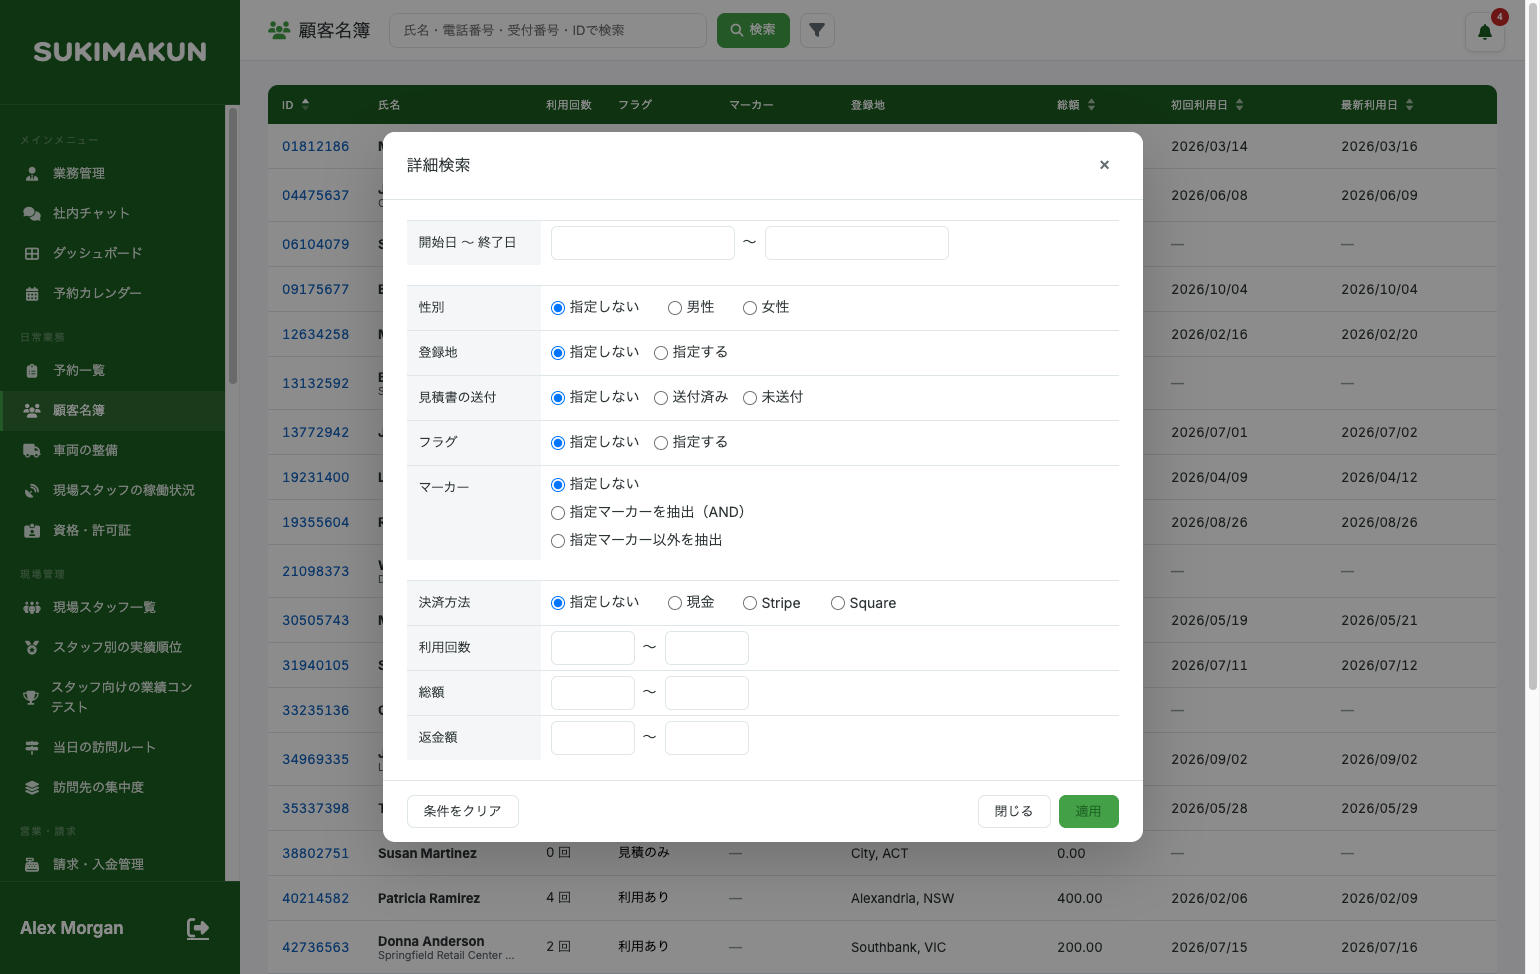 SUKIMAKUN
メインメニュー
業務管理
社内チャット
ダッシュボード
予約カレンダー
日常業務
予約一覧
顧客名簿
車両の整備
現場スタッフの稼働状況
資格・許可証
現場管理
現場スタッフ一覧
スタッフ別の実績順位
スタッフ向けの業績コン
テスト
当日の訪問ルート
訪問先の集中度
営業・請求
請求・入金管理
Alex Morgan
顧客名簿
氏名・電話番号・受付番号・IDで検索
検索
4
ID 氏名 利用回数 フラグ マーカー 登録地 総額 初回利用日 最新利用日
01812186 2026/03/14 2026/03/16
04475637 2026/06/08 2026/06/09
06104079 — —
09175677 2026/10/04 2026/10/04
12634258 2026/02/16 2026/02/20
13132592 — —
13772942 2026/07/01 2026/07/02
19231400 2026/04/09 2026/04/12
19355604 2026/08/26 2026/08/26
21098373 — —
30505743 2026/05/19 2026/05/21
31940105 2026/07/11 2026/07/12
33235136 — —
34969335 2026/09/02 2026/09/02
35337398 2026/05/28 2026/05/29
38802751 Susan Martinez 0 回 見積のみ — City, ACT 0.00 — —
40214582 Patricia Ramirez 4 回 利用あり — Alexandria, NSW 400.00 2026/02/06 2026/02/09
42736563 Donna Anderson 2 回 利用あり — Southbank, VIC 200.00 2026/07/15 2026/07/16
Springfield Retail Center ...
詳細検索
×
開始日 〜 終了日 〜
性別 指定しない 男性 女性
登録地 指定しない 指定する
見積書の送付 指定しない 送付済み 未送付
フラグ 指定しない 指定する
マーカー 指定しない
指定マーカーを抽出（AND）
指定マーカー以外を抽出
決済方法 指定しない 現金 Stripe Square
利用回数 〜
総額 〜
返金額 〜
条件をクリア 閉じる 適用